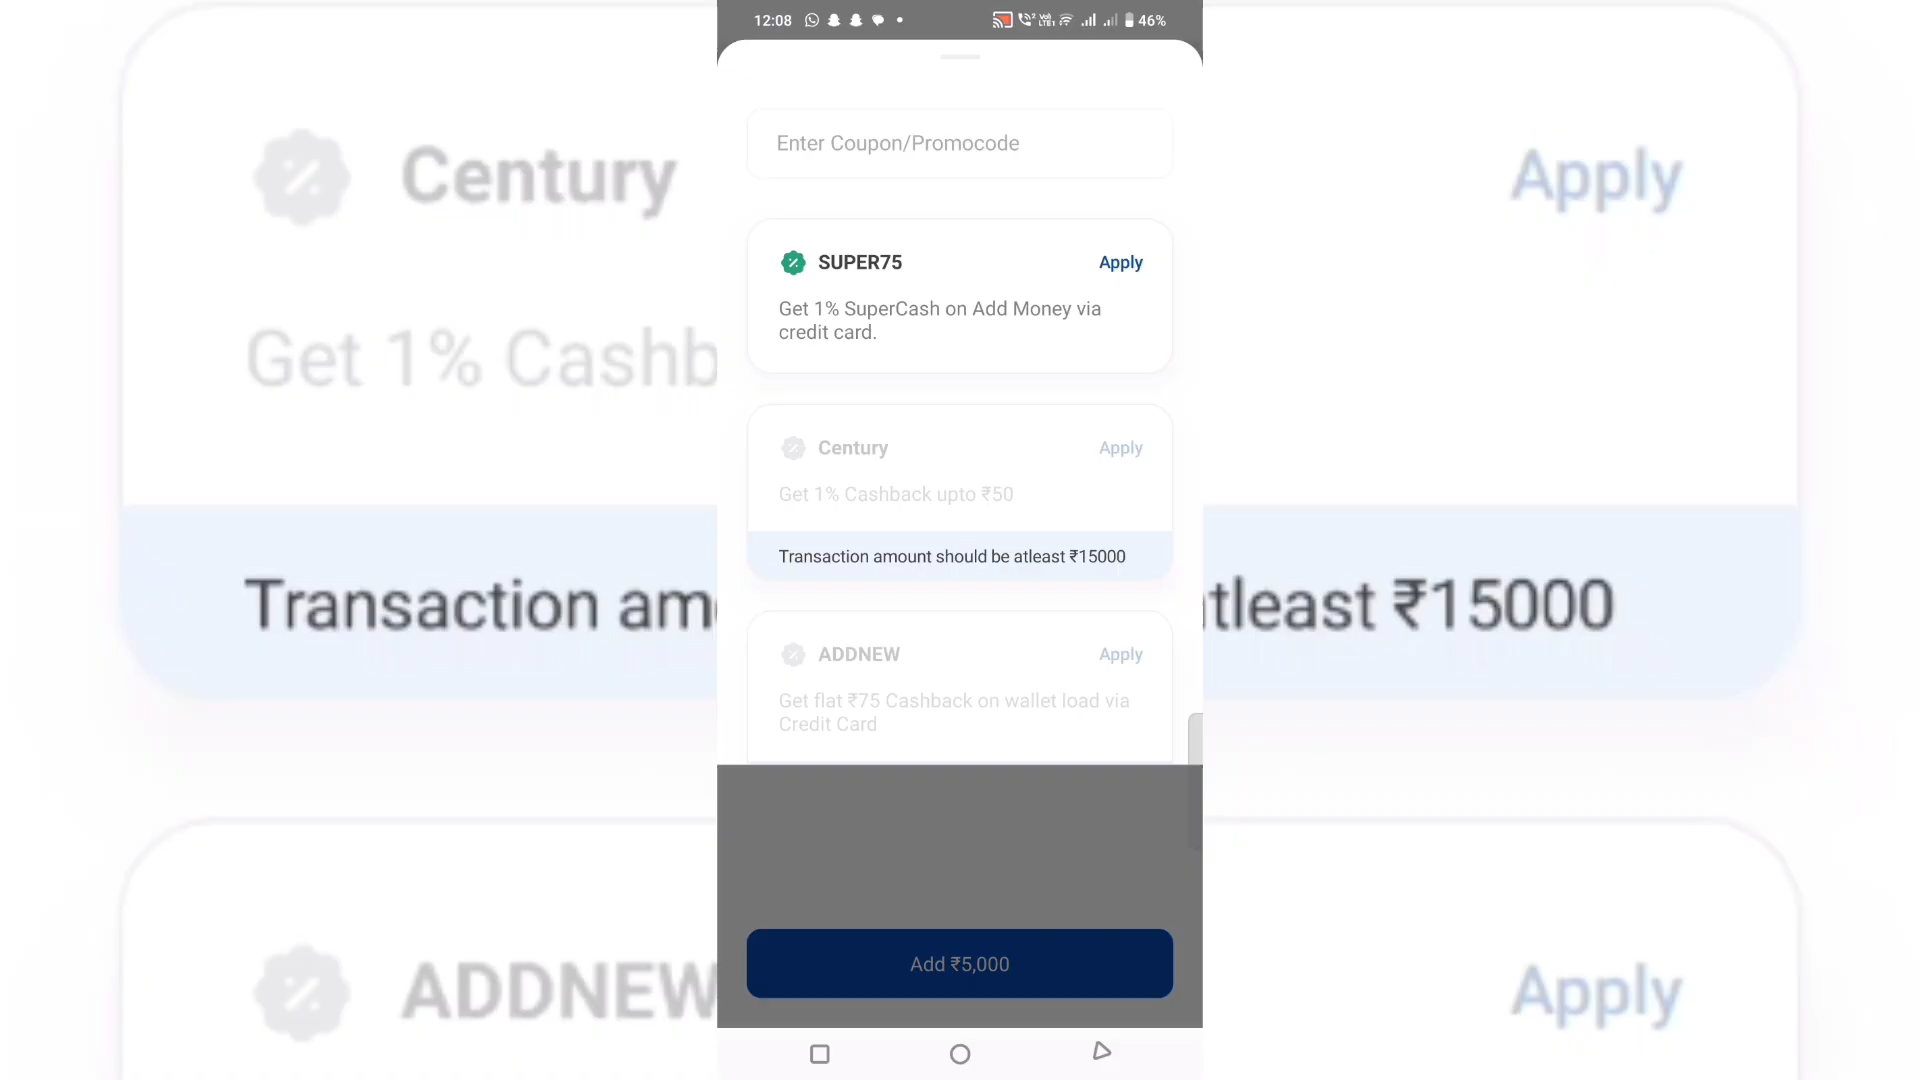 12:08
46%
Enter Coupon/Promocode
SUPER75
Apply
Get 1% SuperCash on Add Money via
credit card.
Century
Apply
Get 1% Cashback upto ₹50
Transaction amount should be atleast ₹15000
ADDNEW
Apply
Get flat ₹75 Cashback on wallet load via
Credit Card
Add ₹5,000
Century
Apply
Get 1% Cashb
Transaction am
tleast ₹15000
ADDNEW
Apply